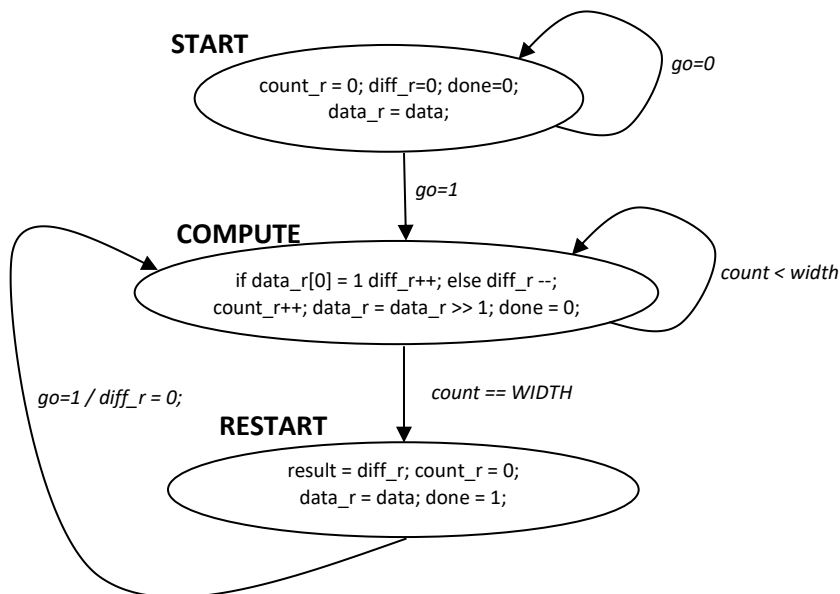 START
count_r = 0; diff_r=0; done=0;
data_r = data;
go=0
go=1
COMPUTE
if data_r[0] = 1 diff_r++; else diff_r --;
count_r++; data_r = data_r >> 1; done = 0;
count < width
go=1 / diff_r = 0;
count == WIDTH
RESTART
result = diff_r; count_r = 0;
data_r = data; done = 1;